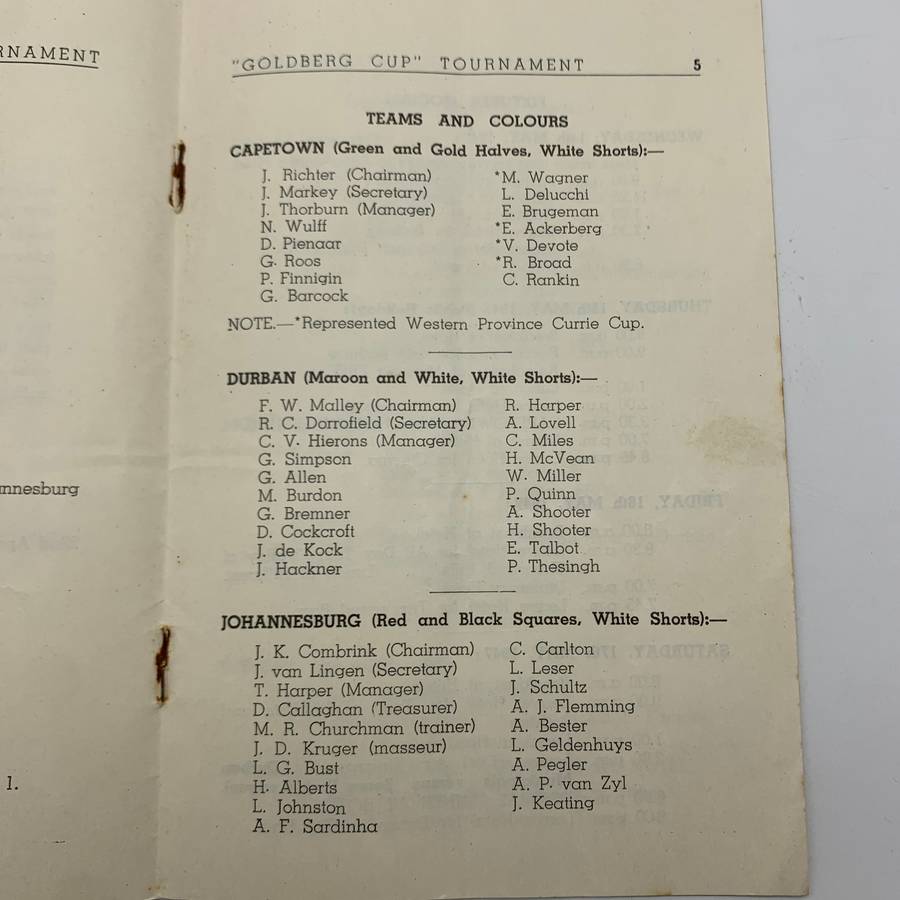 RNAMENT
nnesburg
1.
"GOLDBERG CUP" TOURNAMENT 5
TEAMS AND COLOURS
CAPETOWN (Green and Gold Halves, White Shorts):—
J. Richter (Chairman)
J. Markey (Secretary)
J. Thorburn (Manager)
N. Wulff
D. Pienaar
G. Roos
P. Finnigin
G. Barcock
*M. Wagner
L. Delucchi
E. Brugeman
*E. Ackerberg
*V. Devote
*R. Broad
C. Rankin
NOTE.—*Represented Western Province Currie Cup.
DURBAN (Maroon and White, White Shorts):—
F. W. Malley (Chairman)
R. C. Dorrofield (Secretary)
C. V. Hierons (Manager)
G. Simpson
G. Allen
M. Burdon
G. Bremner
D. Cockcroft
J. de Kock
J. Hackner
R. Harper
A. Lovell
C. Miles
H. McVean
W. Miller
P. Quinn
A. Shooter
H. Shooter
E. Talbot
P. Thesingh
JOHANNESBURG (Red and Black Squares, White Shorts):—
J. K. Combrink (Chairman)
J. van Lingen (Secretary)
T. Harper (Manager)
D. Callaghan (Treasurer)
M. R. Churchman (trainer)
J. D. Kruger (masseur)
L. G. Bust
H. Alberts
L. Johnston
A. F. Sardinha
C. Carlton
L. Leser
J. Schultz
A. J. Flemming
A. Bester
L. Geldenhuys
A. Pegler
A. P. van Zyl
J. Keating